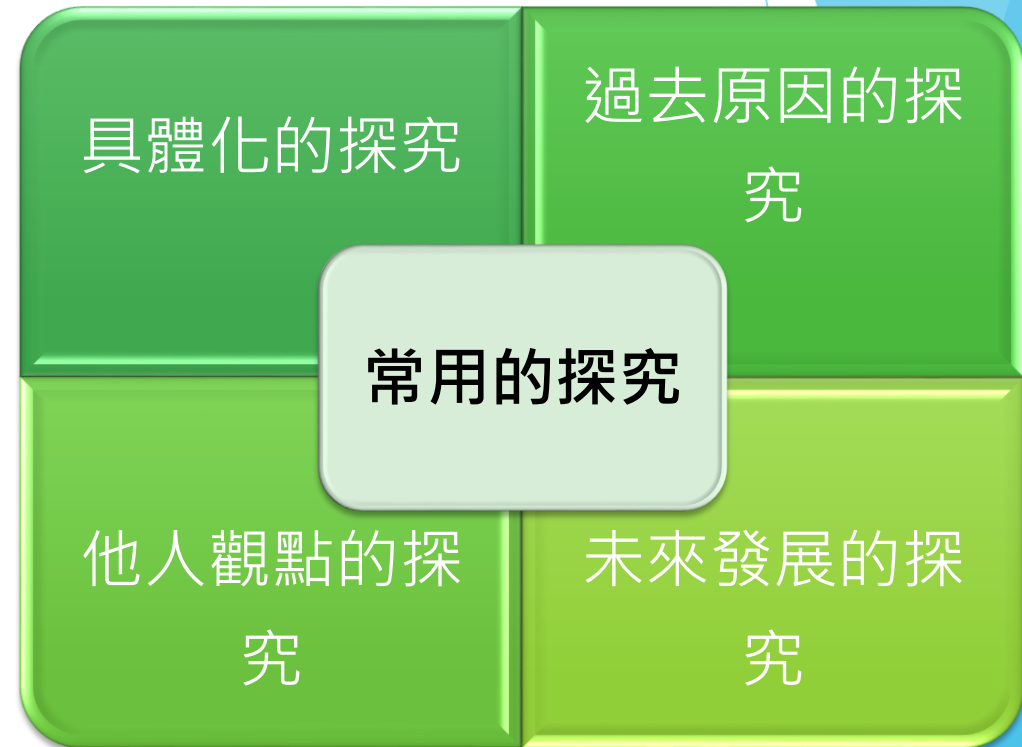 具體化的探究
過去原因的探
究
常用的探究
他人觀點的探
究
未來發展的探
究